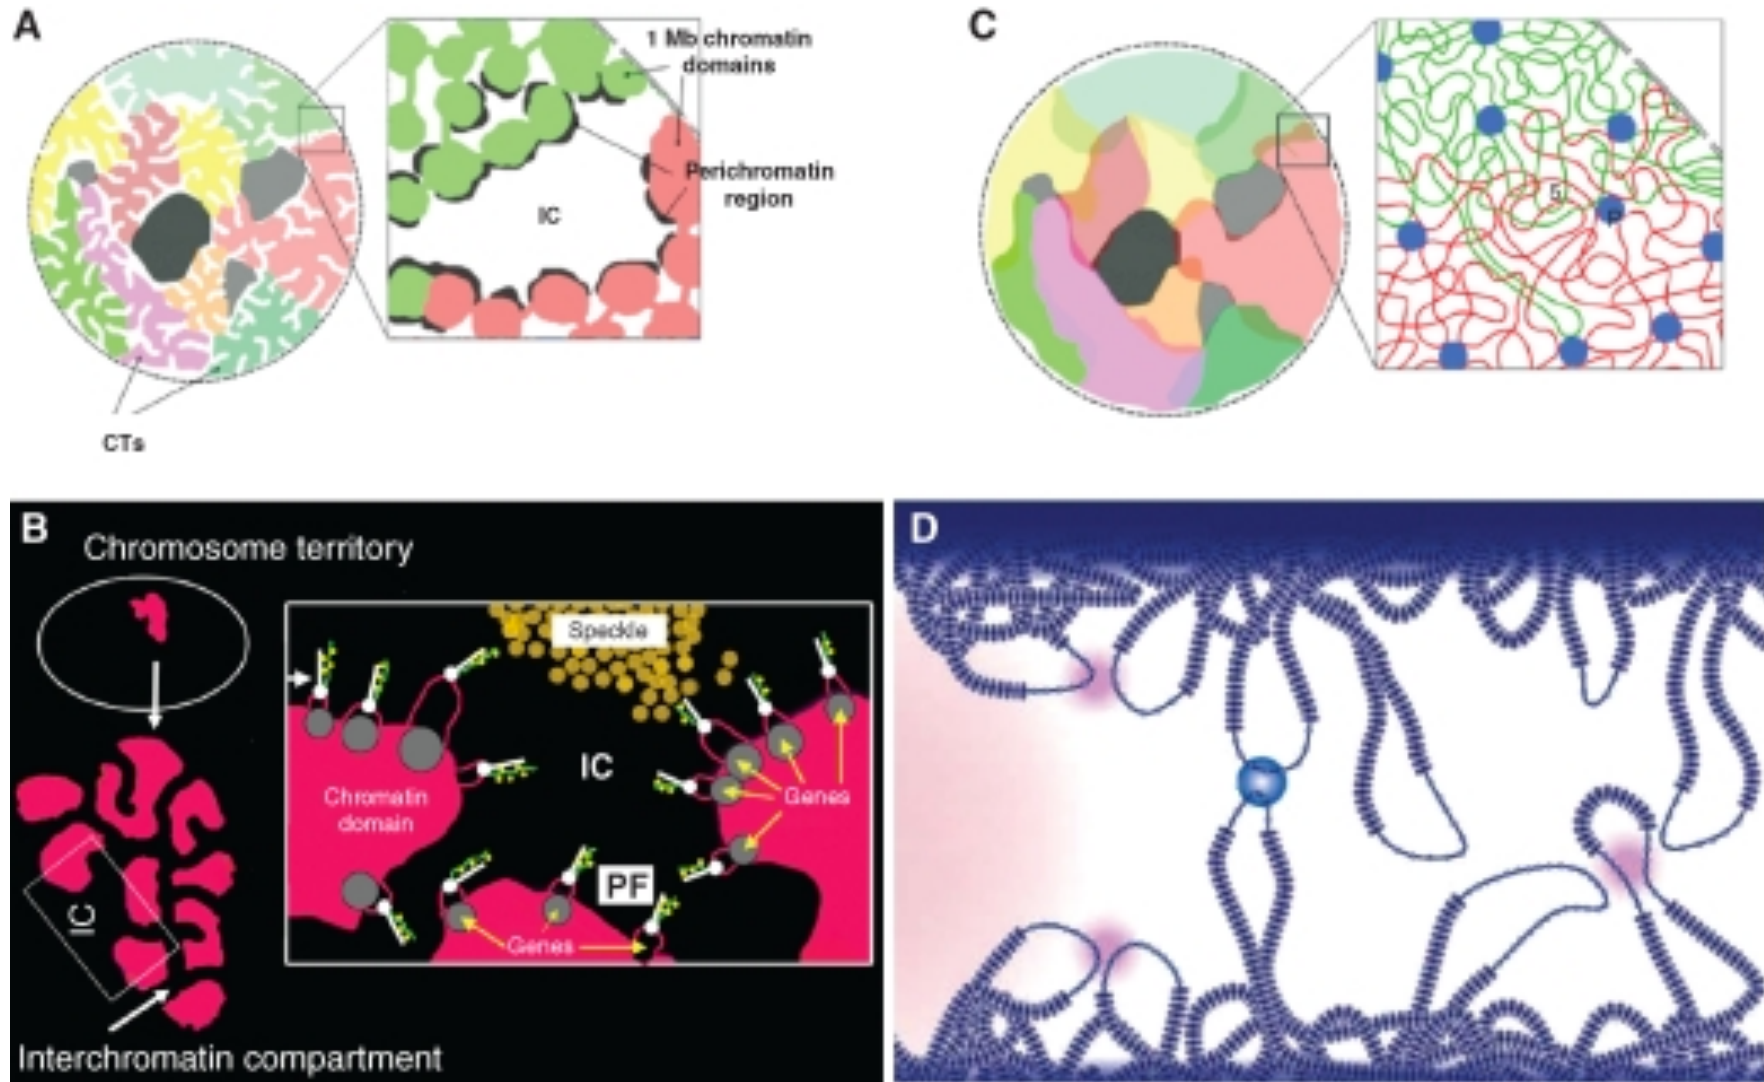 A
1 Mb chromatin
domains
Perichromatin
region
IC
CTs
C
5
P
B
Chromosome territory
IC
Interchromatin compartment
Speckle
IC
Chromatin
domain
Genes
PF
Genes
D